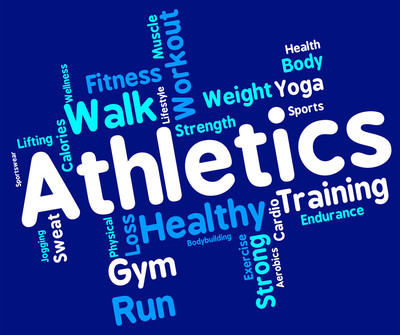 Muscle
Workout
Health
Body
Wellness
Fitness
Lifestyle
Weight
Yoga
Walk
Sports
Calories
Strength
Lifting
Sportswear
Athletics
Training
Healthy
Endurance
Cardio
Jogging
Sweat
Physical
Loss
Bodybuilding
Exercise
Strong
Aerobics
Gym
Run